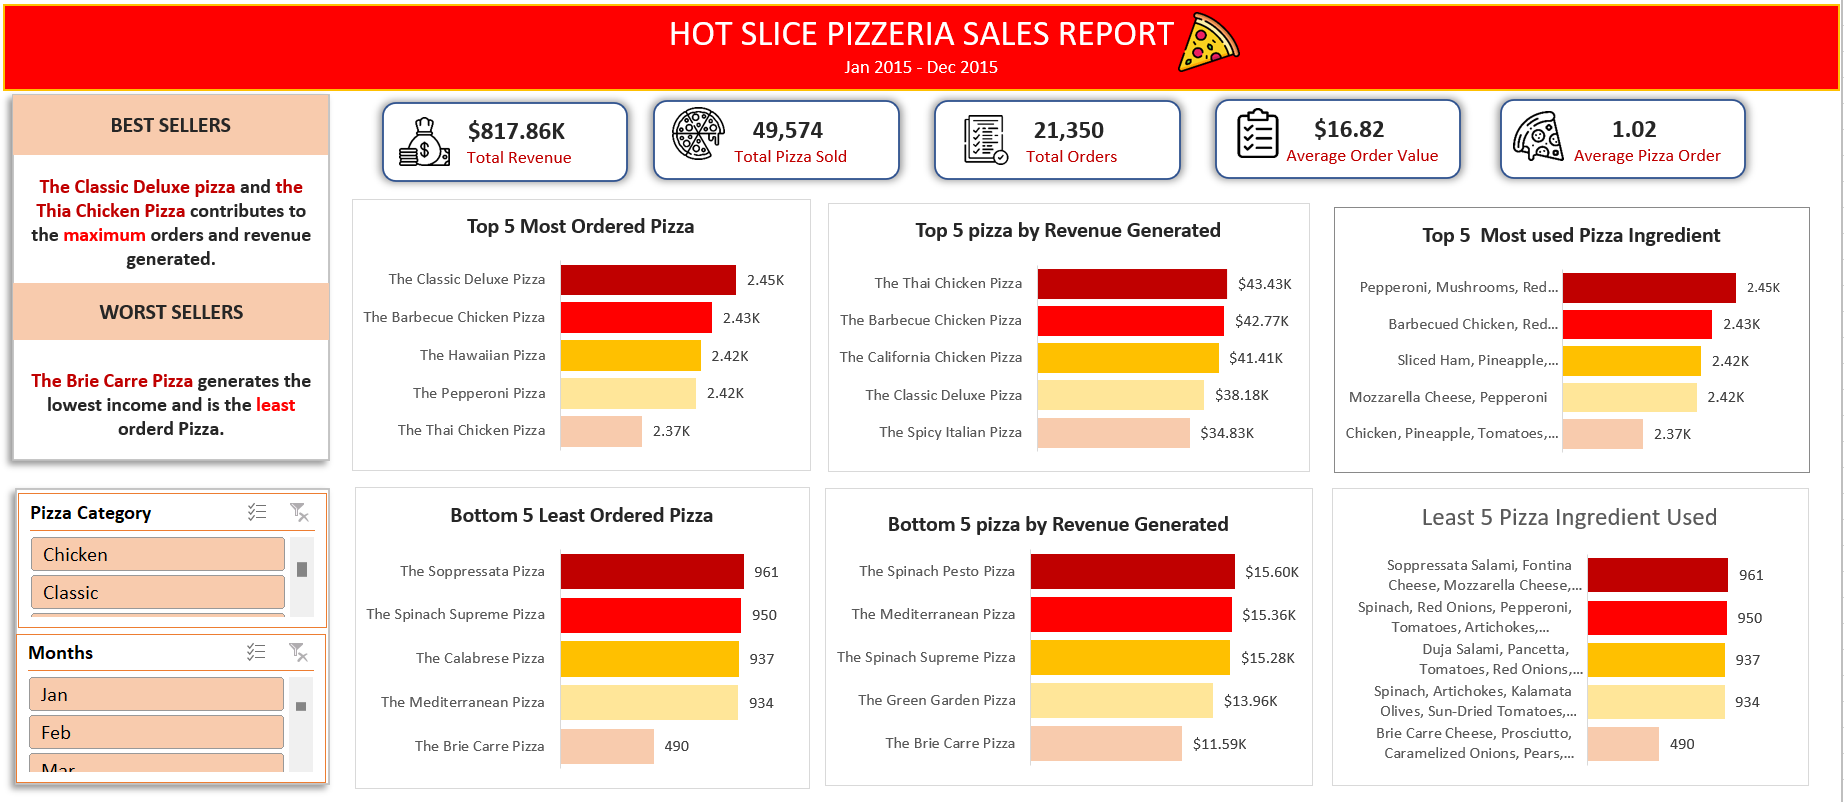 HOT SLICE PIZZERIA SALES REPORT
Jan 2015 - Dec 2015
BEST SELLERS
The Classic Deluxe pizza and the
Thia Chicken Pizza contributes to
the maximum orders and revenue
generated.
WORST SELLERS
The Brie Carre Pizza generates the
lowest income and is the least
orderd Pizza.
$817.86K
Total Revenue
49,574
Total Pizza Sold
21,350
Total Orders
$16.82
Average Order Value
1.02
Average Pizza Order
Top 5 Most Ordered Pizza
The Classic Deluxe Pizza 2.45K
The Barbecue Chicken Pizza 2.43K
The Hawaiian Pizza 2.42K
The Pepperoni Pizza 2.42K
The Thai Chicken Pizza 2.37K
Top 5 pizza by Revenue Generated
The Thai Chicken Pizza $43.43K
The Barbecue Chicken Pizza $42.77K
The California Chicken Pizza $41.41K
The Classic Deluxe Pizza $38.18K
The Spicy Italian Pizza $34.83K
Top 5 Most used Pizza Ingredient
Pepperoni, Mushrooms, Red... 2.45K
Barbecued Chicken, Red... 2.43K
Sliced Ham, Pineapple,... 2.42K
Mozzarella Cheese, Pepperoni 2.42K
Chicken, Pineapple, Tomatoes,... 2.37K
Pizza Category
Chicken
Classic
Months
Jan
Feb
Mar
Bottom 5 Least Ordered Pizza
The Soppressata Pizza 961
The Spinach Supreme Pizza 950
The Calabrese Pizza 937
The Mediterranean Pizza 934
The Brie Carre Pizza 490
Bottom 5 pizza by Revenue Generated
The Spinach Pesto Pizza $15.60K
The Mediterranean Pizza $15.36K
The Spinach Supreme Pizza $15.28K
The Green Garden Pizza $13.96K
The Brie Carre Pizza $11.59K
Least 5 Pizza Ingredient Used
Soppressata Salami, Fontina
Cheese, Mozzarella Cheese,... 961
Spinach, Red Onions, Pepperoni,
Tomatoes, Artichokes,... 950
Duja Salami, Pancetta,
Tomatoes, Red Onions,... 937
Spinach, Artichokes, Kalamata
Olives, Sun-Dried Tomatoes,... 934
Brie Carre Cheese, Prosciutto,
Caramelized Onions, Pears,... 490